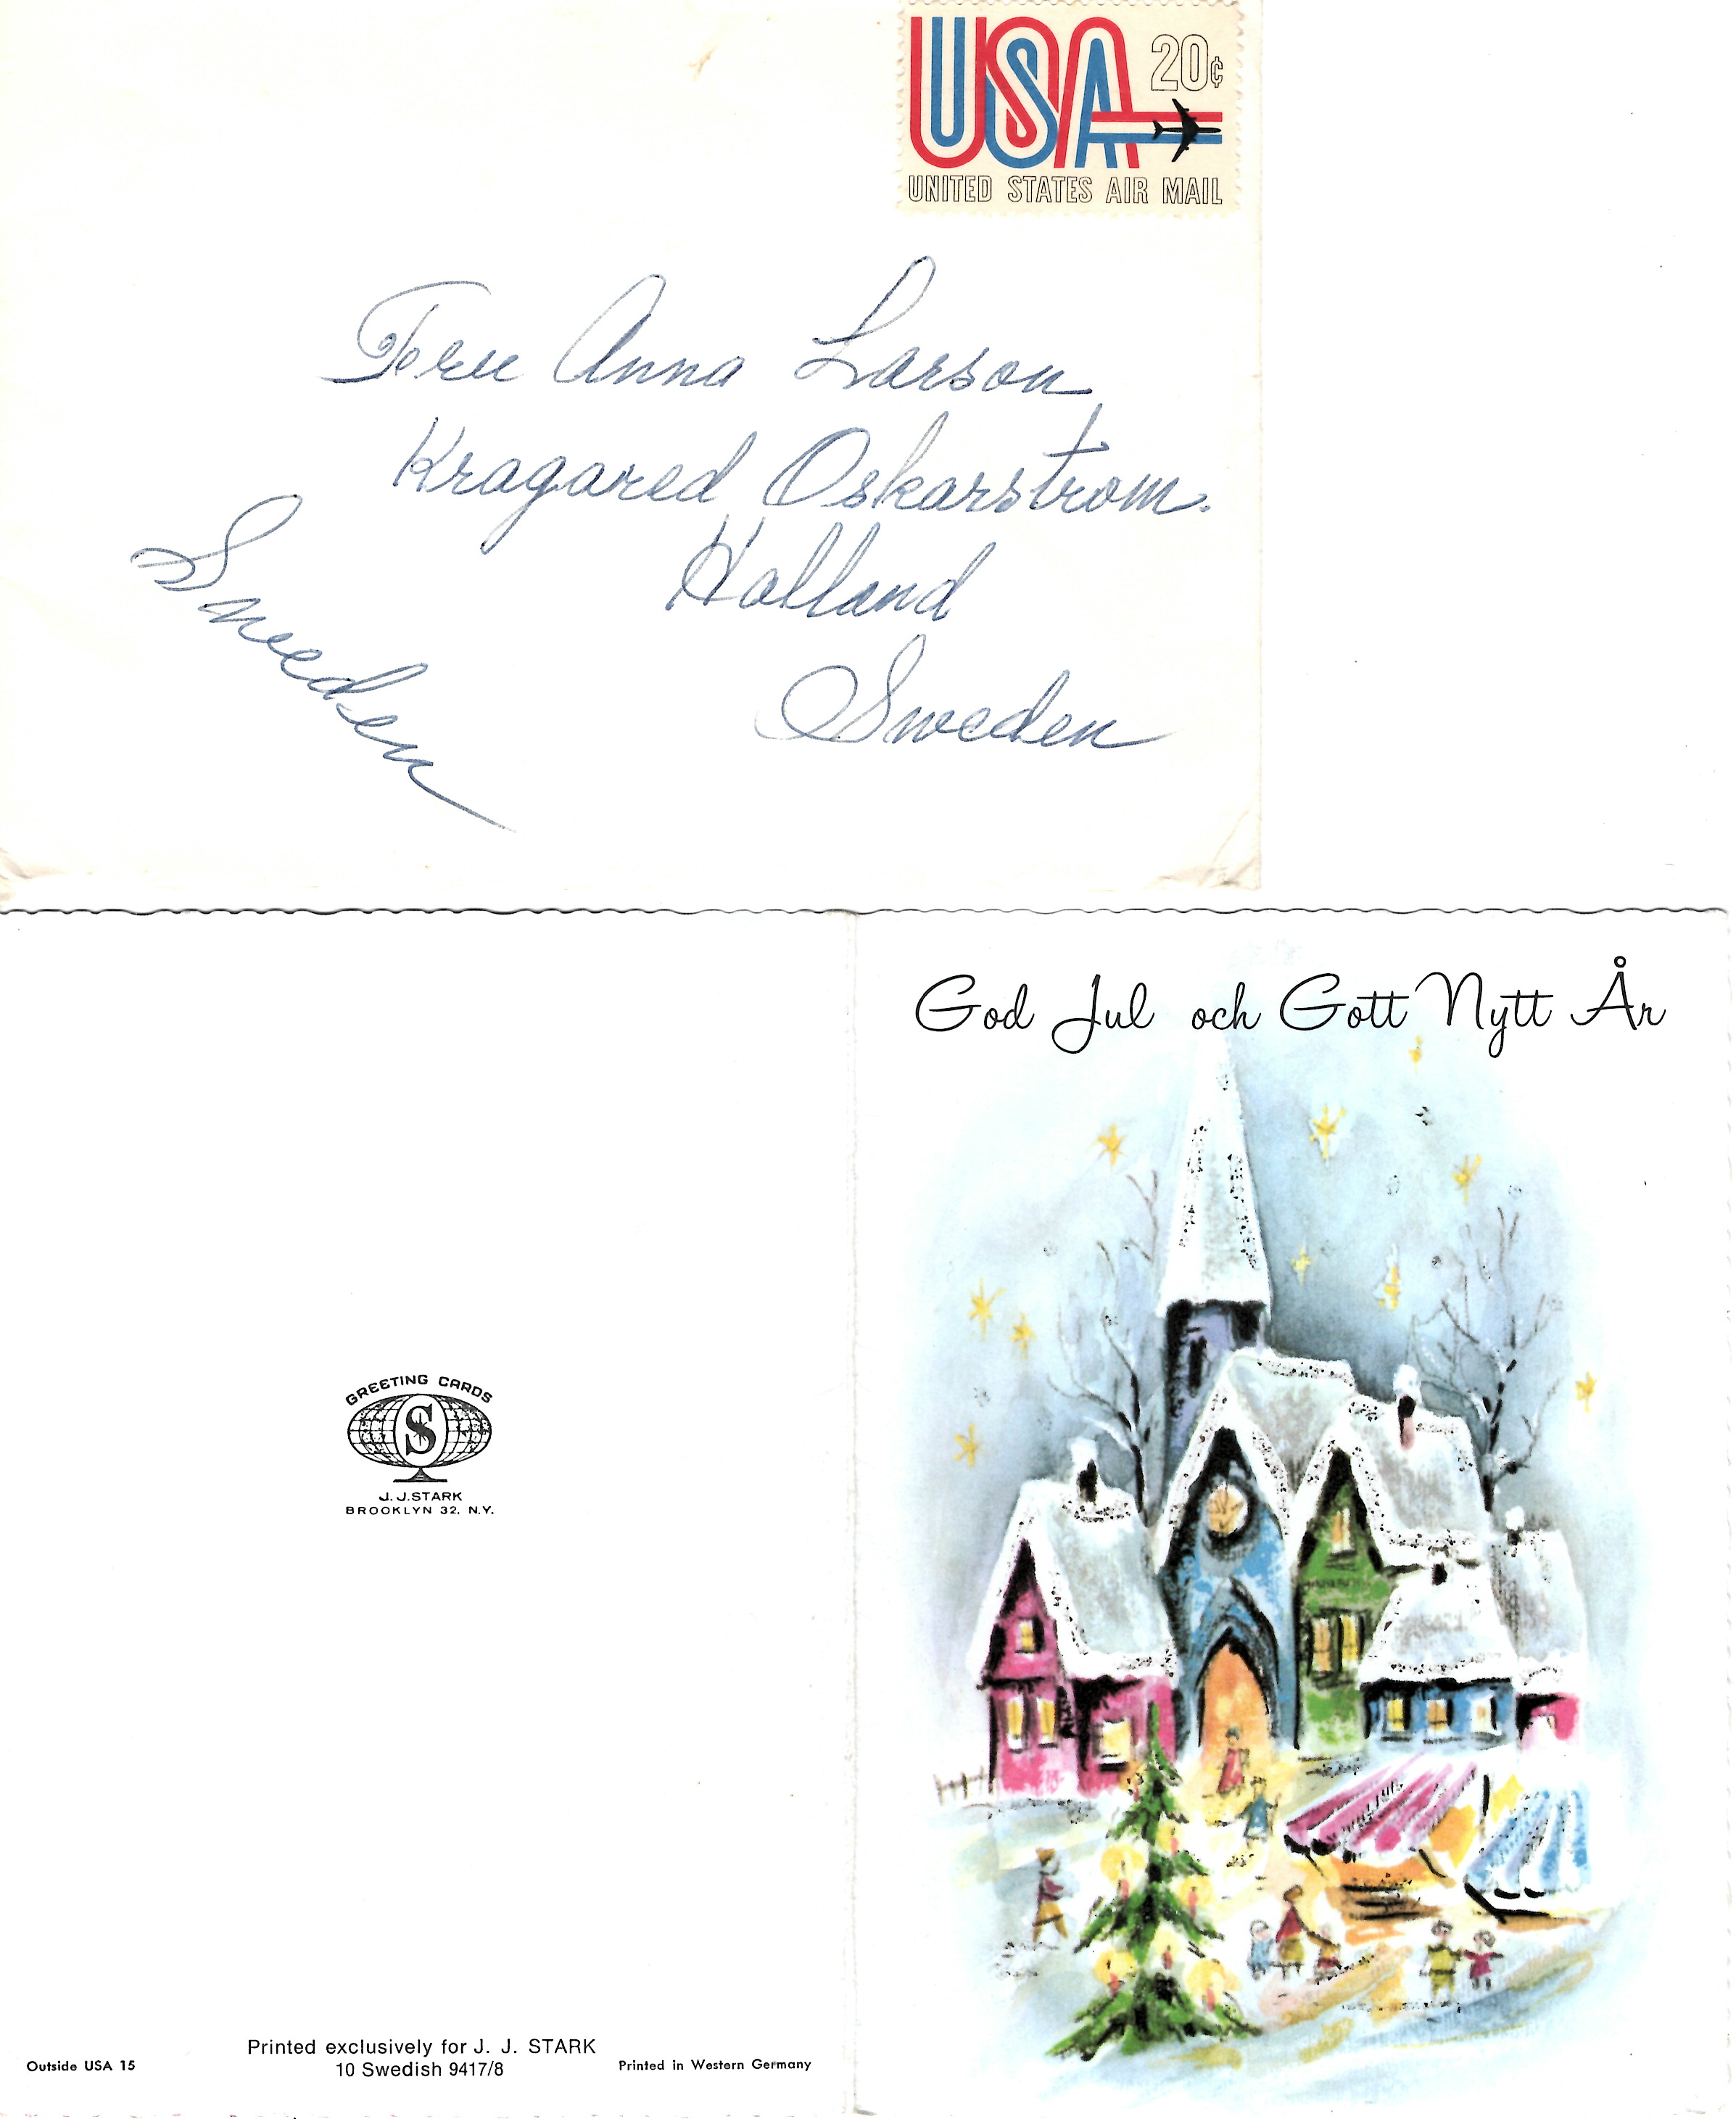 USA 20¢
UNITED STATES AIR MAIL
Fru Anna Larson
Kragared Oskarstrom.
Halland
Sweden
Sweden
God Jul och Gott Nytt År
GREETING CARDS
S
J. J. STARK
BROOKLYN 32, N.Y.
Printed exclusively for J. J. STARK
10 Swedish 9417/8
Outside USA 15
Printed in Western Germany